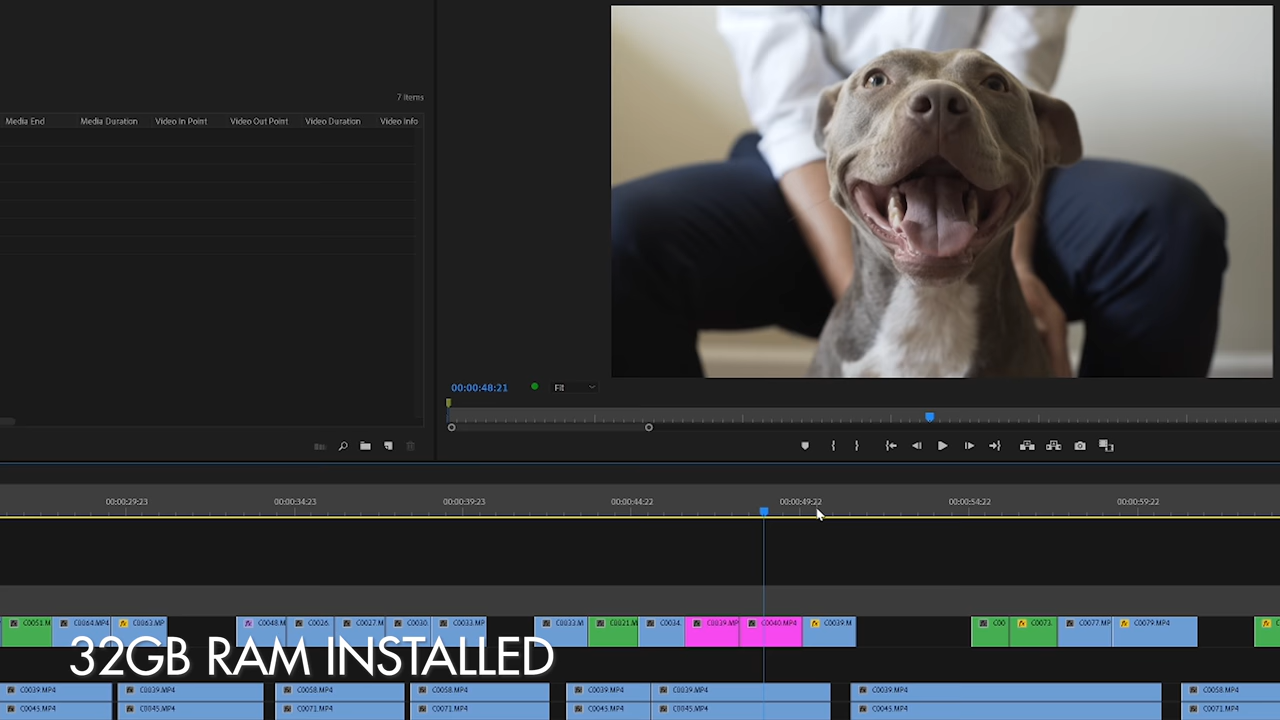 7 Items
Media End Media Duration Video In Point Video Out Point Video Duration Video Info
00:00:48:21 Fit
00:00:29:23 00:00:34:23 00:00:39:23 00:00:44:22 00:00:49:22 00:00:54:22 00:00:59:22
C0051.M C0064.MP4 C0063.MP C0048.M C0026. C0027.M C0030. C0033.MP C0033.M C0021.M C0034. C0039.MP C0040.MP4 C0039.M C00 C0073. C0077.MP C0079.MP4
32GB RAM INSTALLED
C0039.MP4 C0039.MP4 C0058.MP4 C0058.MP4 C0039.MP4 C0039.MP4 C0039.MP4 C0058.MP4
C0045.MP4 C0045.MP4 C0071.MP4 C0071.MP4 C0045.MP4 C0045.MP4 C0045.MP4 C0071.MP4